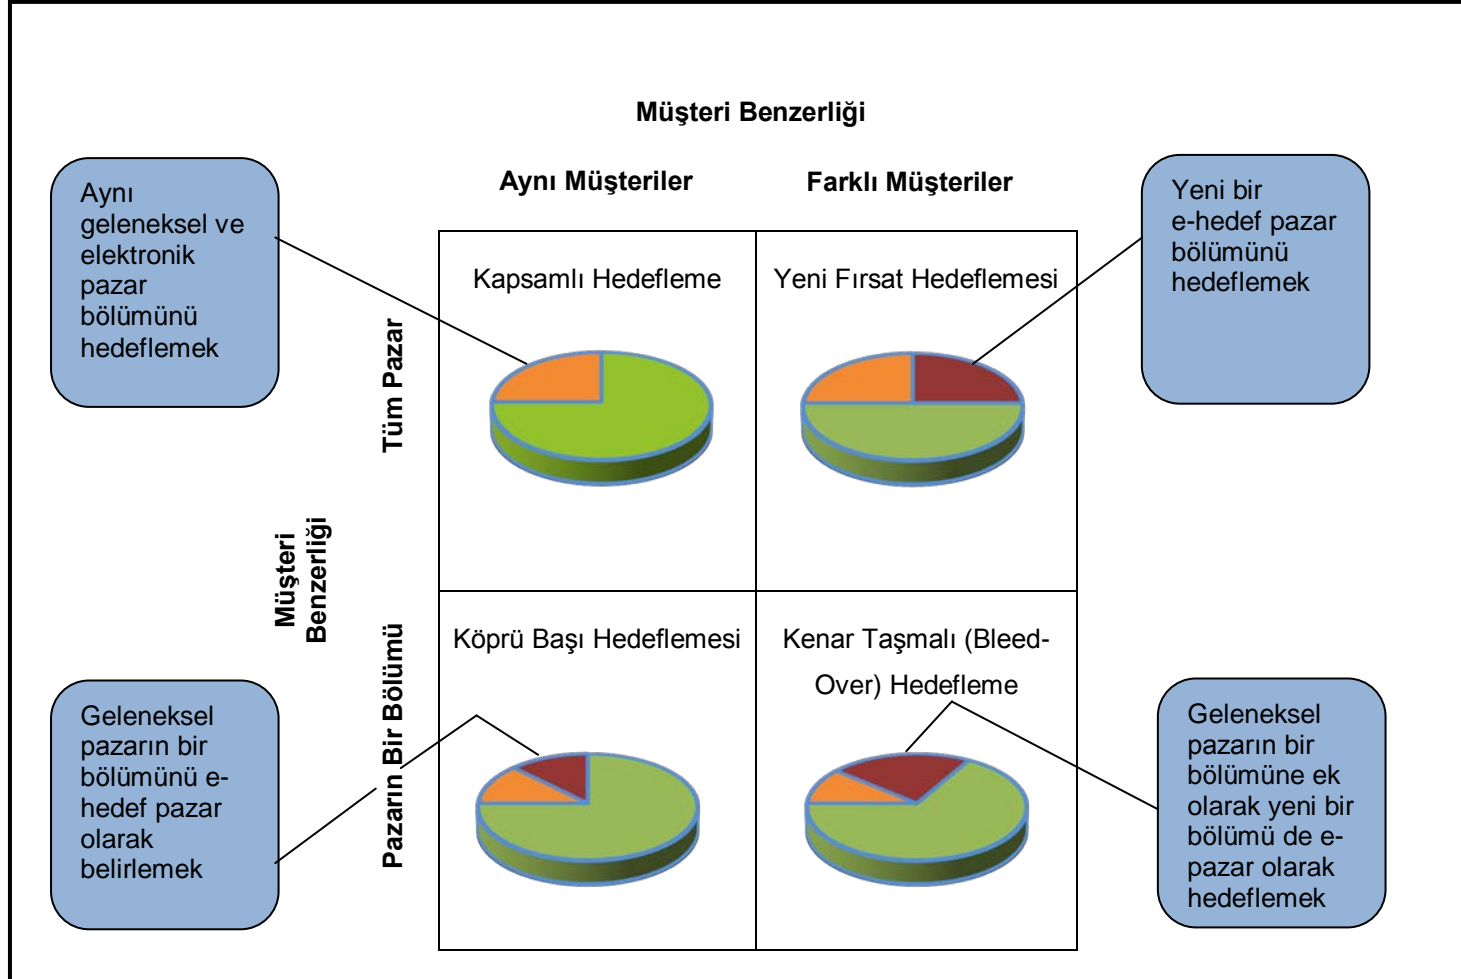 Müşteri Benzerliği
Aynı Müşteriler
Farklı Müşteriler
Aynı
geleneksel ve
elektronik
pazar
bölümünü
hedeflemek
Yeni bir
e-hedef pazar
bölümünü
hedeflemek
Kapsamlı Hedefleme
Yeni Fırsat Hedeflemesi
Tüm Pazar
Müşteri
Benzerliği
Pazarın Bir Bölümü
Köprü Başı Hedeflemesi
Kenar Taşmalı (Bleed-
Over) Hedefleme
Geleneksel
pazarın bir
bölümünü e-
hedef pazar
olarak
belirlemek
Geleneksel
pazarın bir
bölümüne ek
olarak yeni bir
bölümü de e-
pazar olarak
hedeflemek